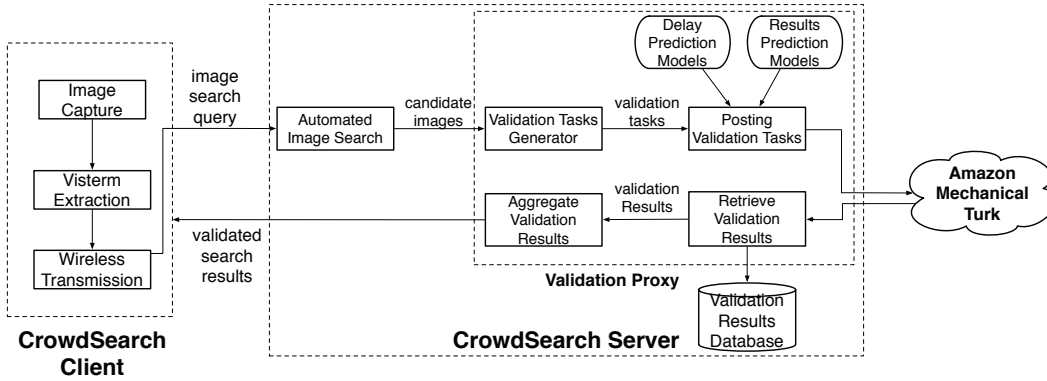 Image
Capture
Visterm
Extraction
Wireless
Transmission
CrowdSearch
Client
image
search
query
validated
search
results
Automated
Image Search
candidate
images
Validation Tasks
Generator
validation
tasks
Delay
Prediction
Models
Results
Prediction
Models
Posting
Validation Tasks
Amazon
Mechanical
Turk
Retrieve
Validation
Results
validation
Results
Aggregate
Validation
Results
Validation Proxy
Validation
Results
Database
CrowdSearch Server